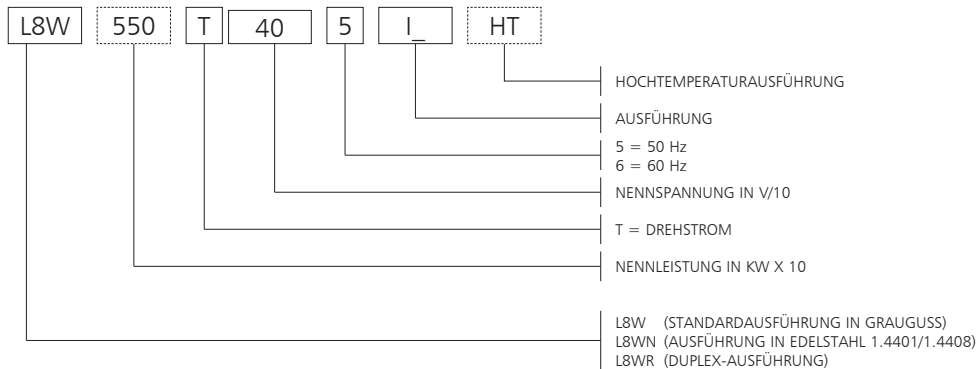 L8W 550 T 40 5 I_ HT
HOCHTEMPERATURAUSFÜHRUNG
AUSFÜHRUNG
5 = 50 Hz
6 = 60 Hz
NENNSPANNUNG IN V/10
T = DREHSTROM
NENNLEISTUNG IN KW X 10
L8W (STANDARDAUSFÜHRUNG IN GRAUGUSS)
L8WN (AUSFÜHRUNG IN EDELSTAHL 1.4401/1.4408)
L8WR (DUPLEX-AUSFÜHRUNG)